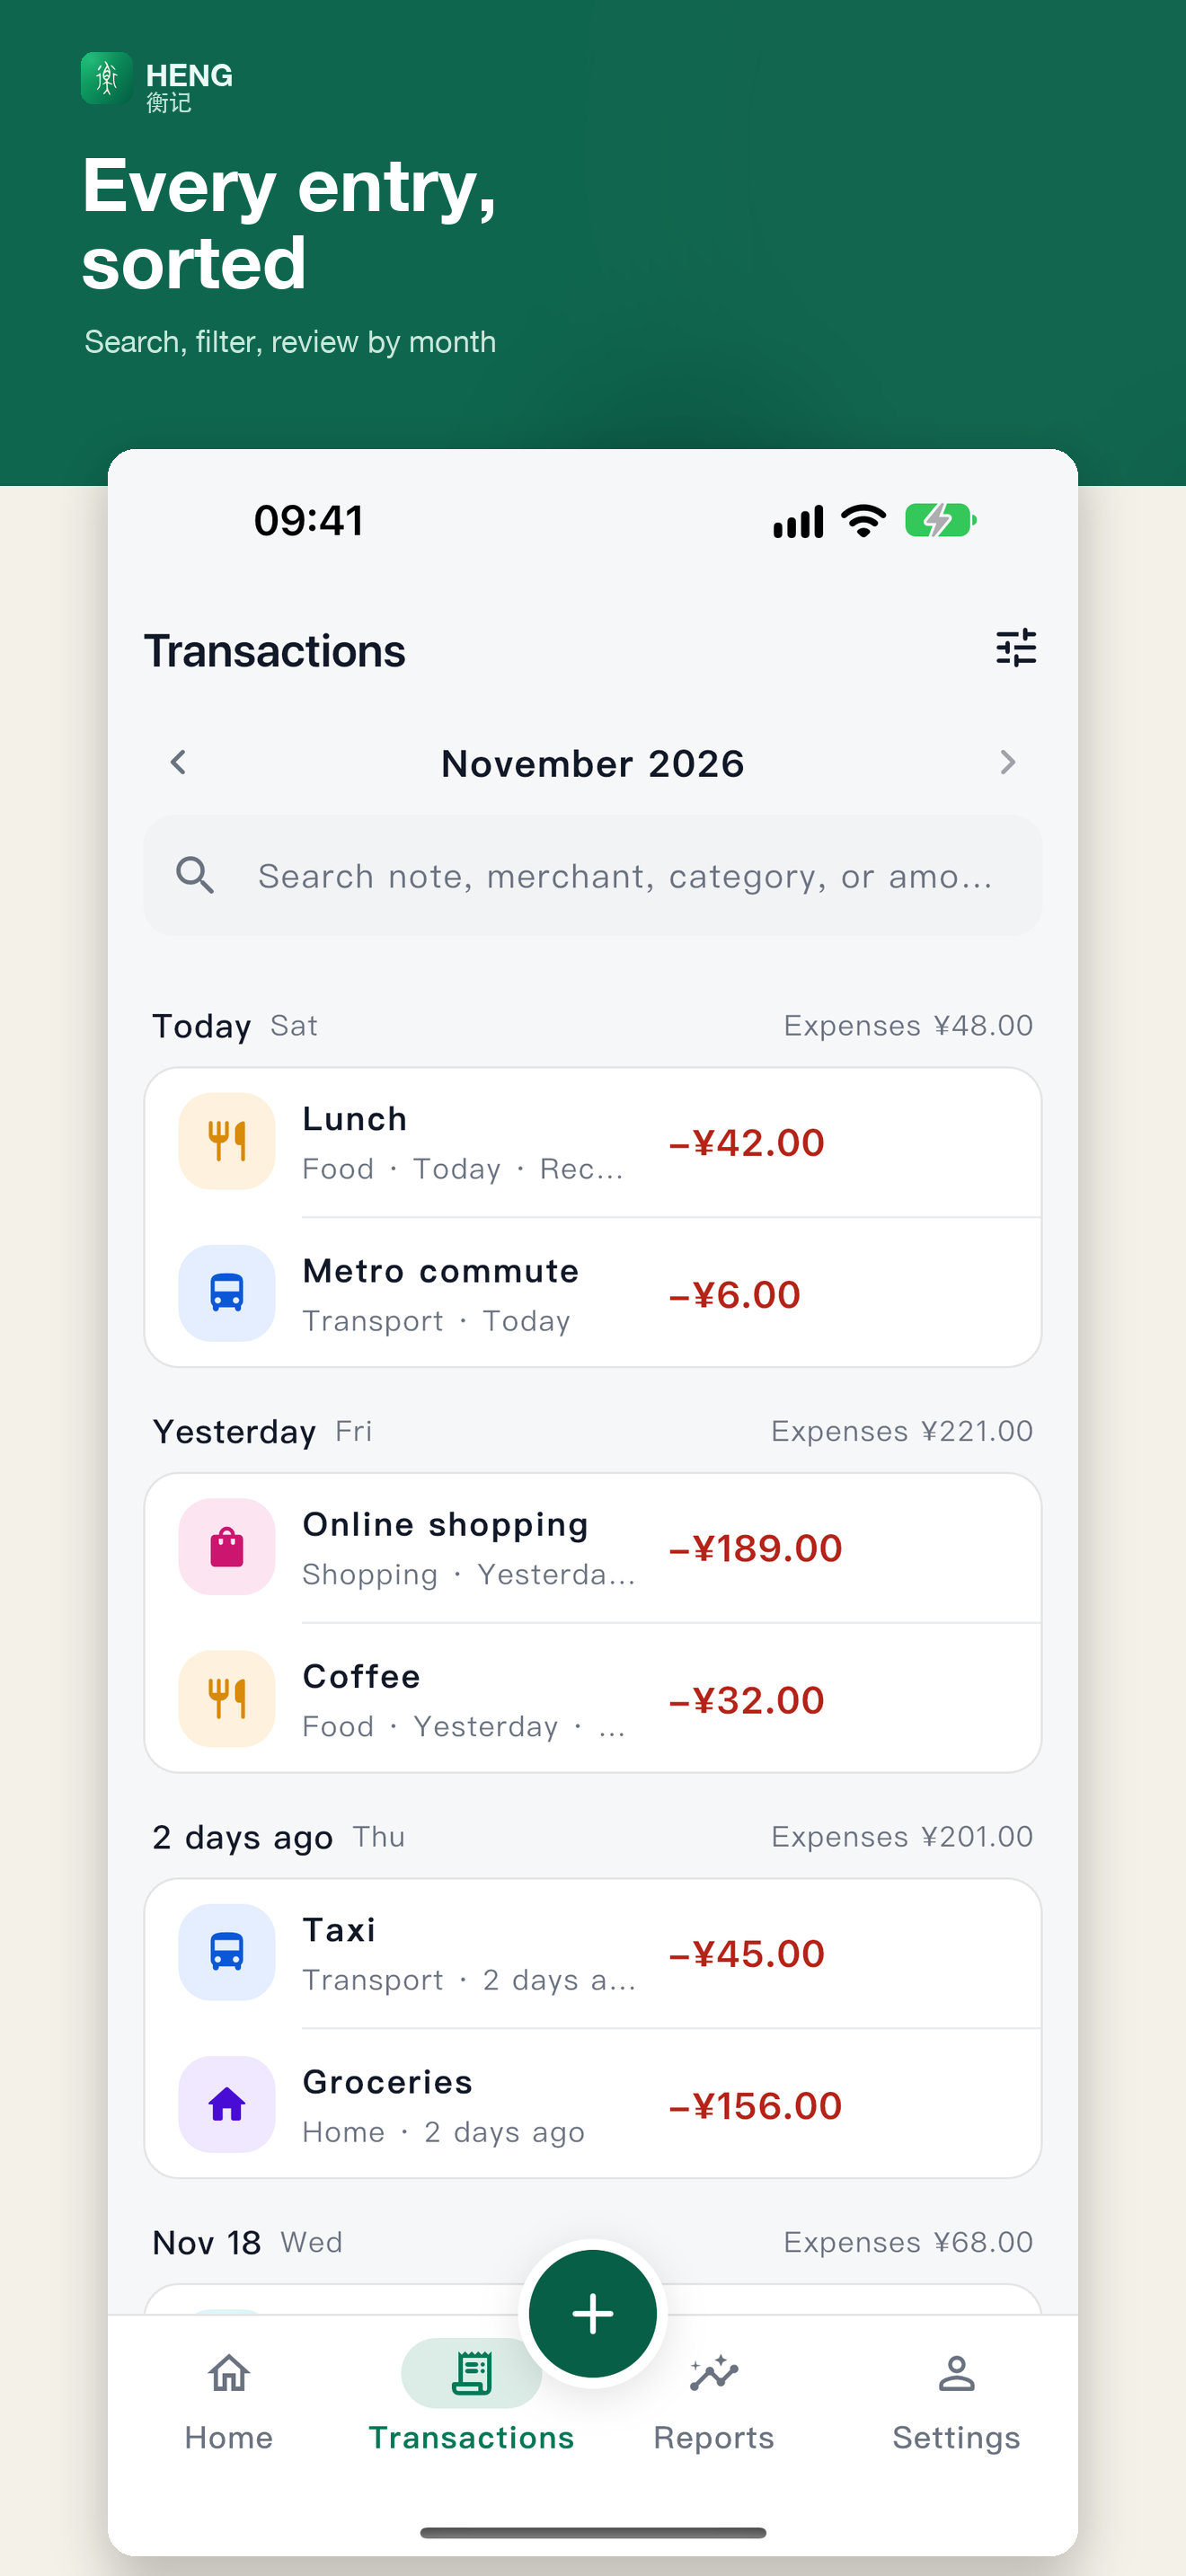 衡
HENG
衡记
Every entry,
sorted
Search, filter, review by month
09:41
Transactions
November 2026
Search note, merchant, category, or amo...
Today Sat Expenses ¥48.00
Lunch
–¥42.00
Food · Today · Rec...
Metro commute
–¥6.00
Transport · Today
Yesterday Fri Expenses ¥221.00
Online shopping
–¥189.00
Shopping · Yesterda...
Coffee
–¥32.00
Food · Yesterday · ...
2 days ago Thu Expenses ¥201.00
Taxi
–¥45.00
Transport · 2 days a...
Groceries
–¥156.00
Home · 2 days ago
Nov 18 Wed Expenses ¥68.00
Home Transactions Reports Settings